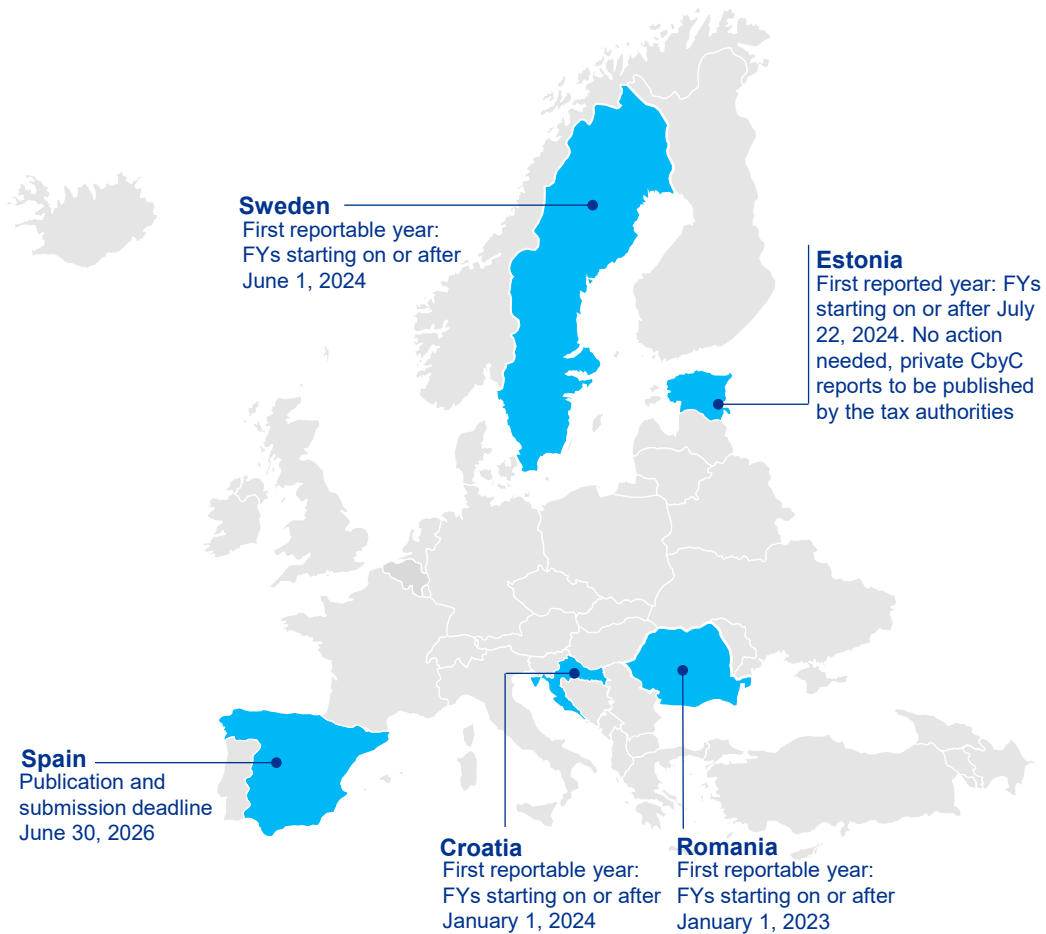 Sweden
First reportable year:
FYs starting on or after
June 1, 2024
Estonia
First reported year: FYs
starting on or after July
22, 2024. No action
needed, private CbyC
reports to be published
by the tax authorities
Spain
Publication and
submission deadline
June 30, 2026
Croatia
First reportable year:
FYs starting on or after
January 1, 2024
Romania
First reportable year:
FYs starting on or after
January 1, 2023